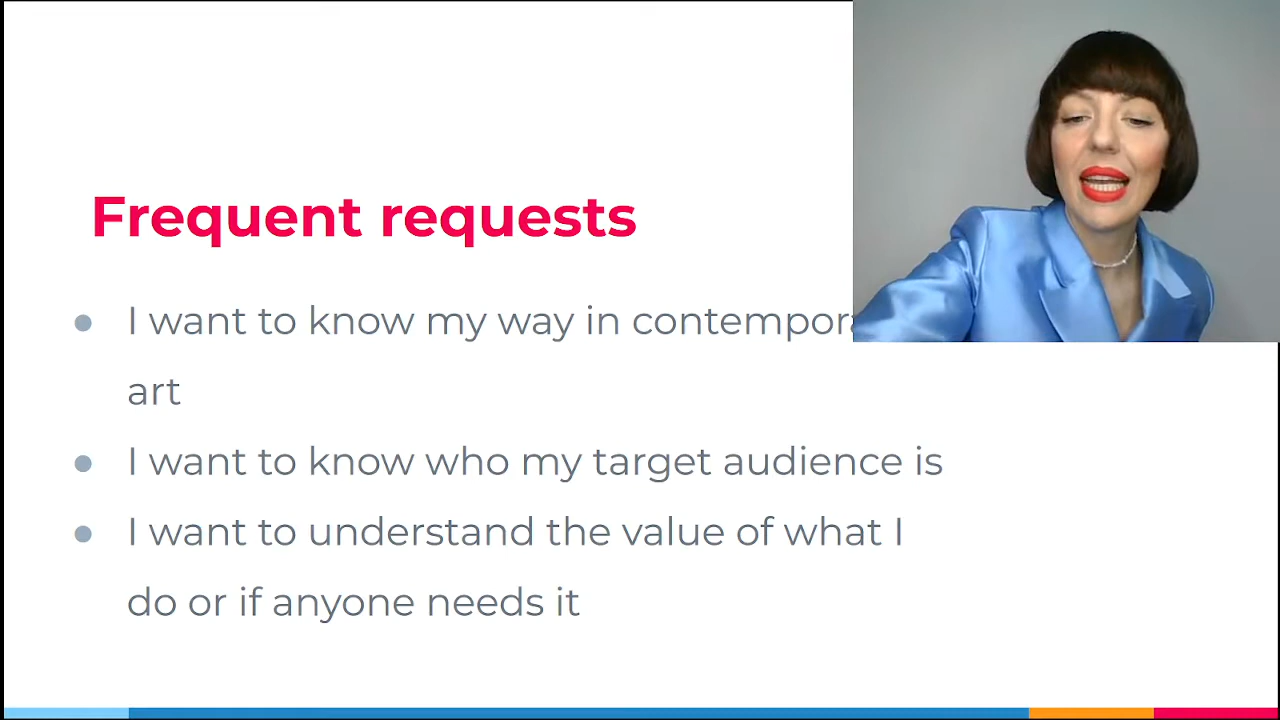 Frequent requests
● I want to know my way in contempora
art
● I want to know who my target audience is
● I want to understand the value of what I
do or if anyone needs it